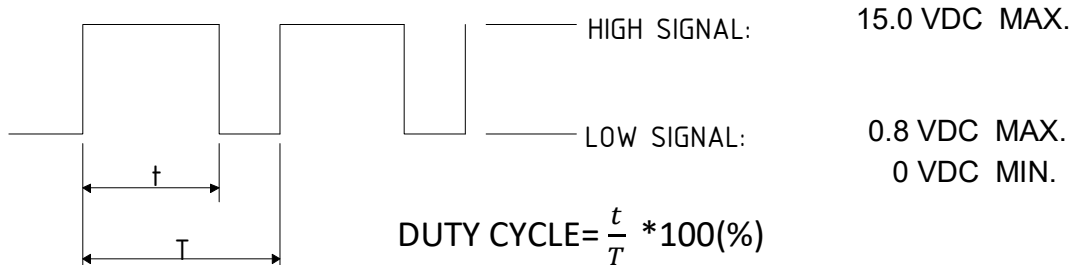 HIGH SIGNAL: 15.0 VDC MAX.
LOW SIGNAL: 0.8 VDC MAX.
0 VDC MIN.
t
T
DUTY CYCLE= t/T *100(%)